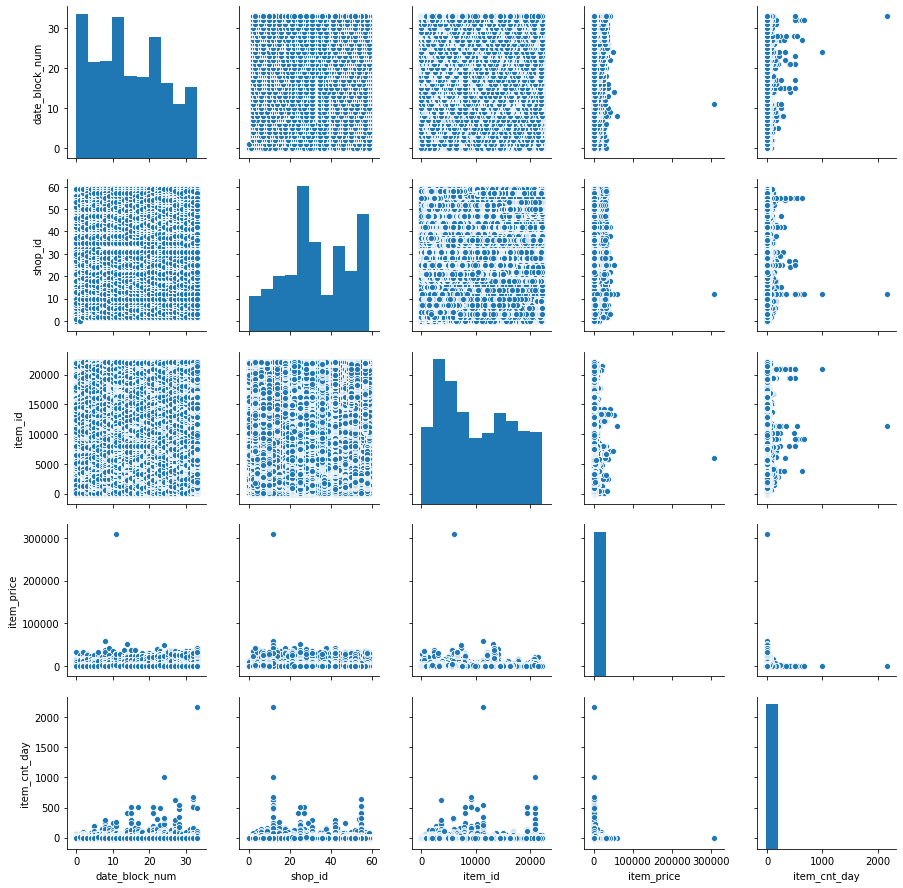 date_block_num
30
20
10
0
shop_id
60
50
40
30
20
10
0
item_id
20000
15000
10000
5000
0
item_price
300000
200000
100000
0
item_cnt_day
2000
1500
1000
500
0
0 10 20 30
date_block_num
0 20 40 60
shop_id
0 10000 20000
item_id
0 100000 200000 300000
item_price
0 1000 2000
item_cnt_day